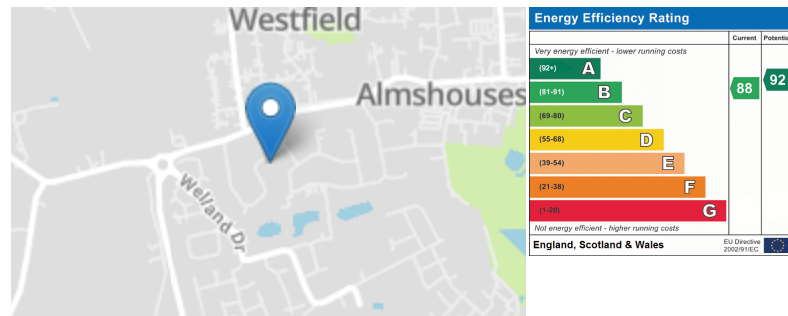 Westfield
Almshouses
Welland Dr
Energy Efficiency Rating
Current Potentia
Very energy efficient - lower running costs
(92+) A
(81-91) B
(69-80) C
(55-68) D
(39-54) E
(21-38) F
(1-20) G
88
92
Not energy efficient - higher running costs
England, Scotland & Wales
EU Directive
2002/91/EC